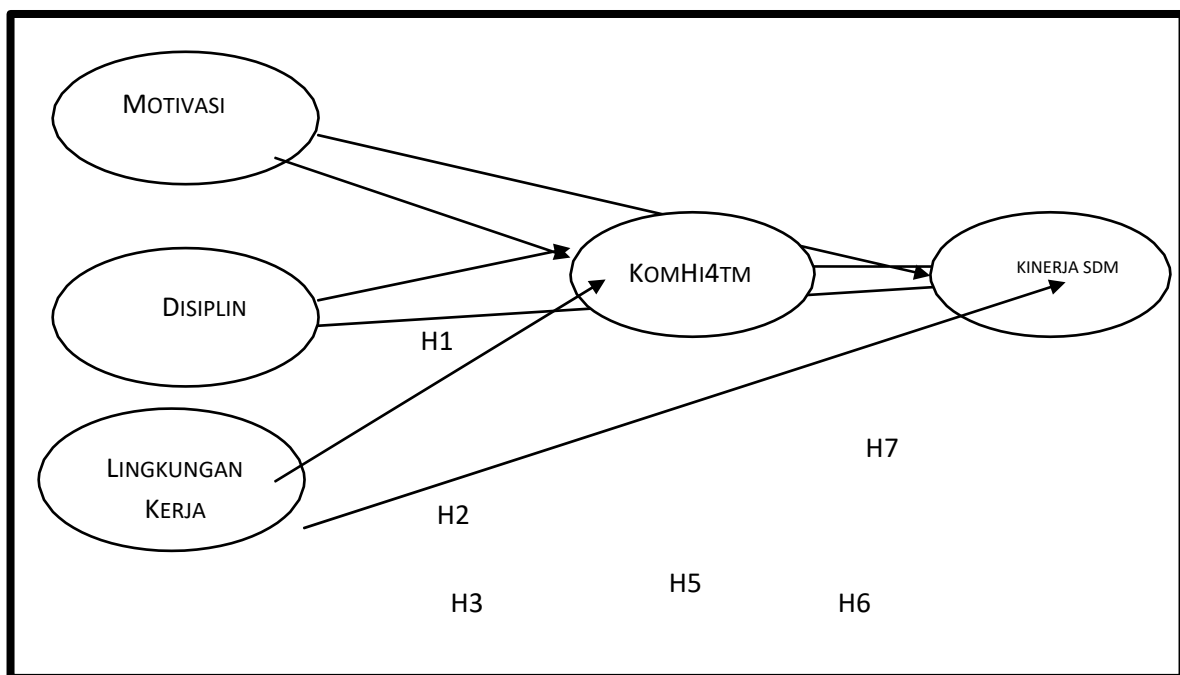 MOTIVASI
KOMHI4TM
KINERJA SDM
DISIPLIN
H1
H7
LINGKUNGAN
KERJA
H2
H5
H3
H6